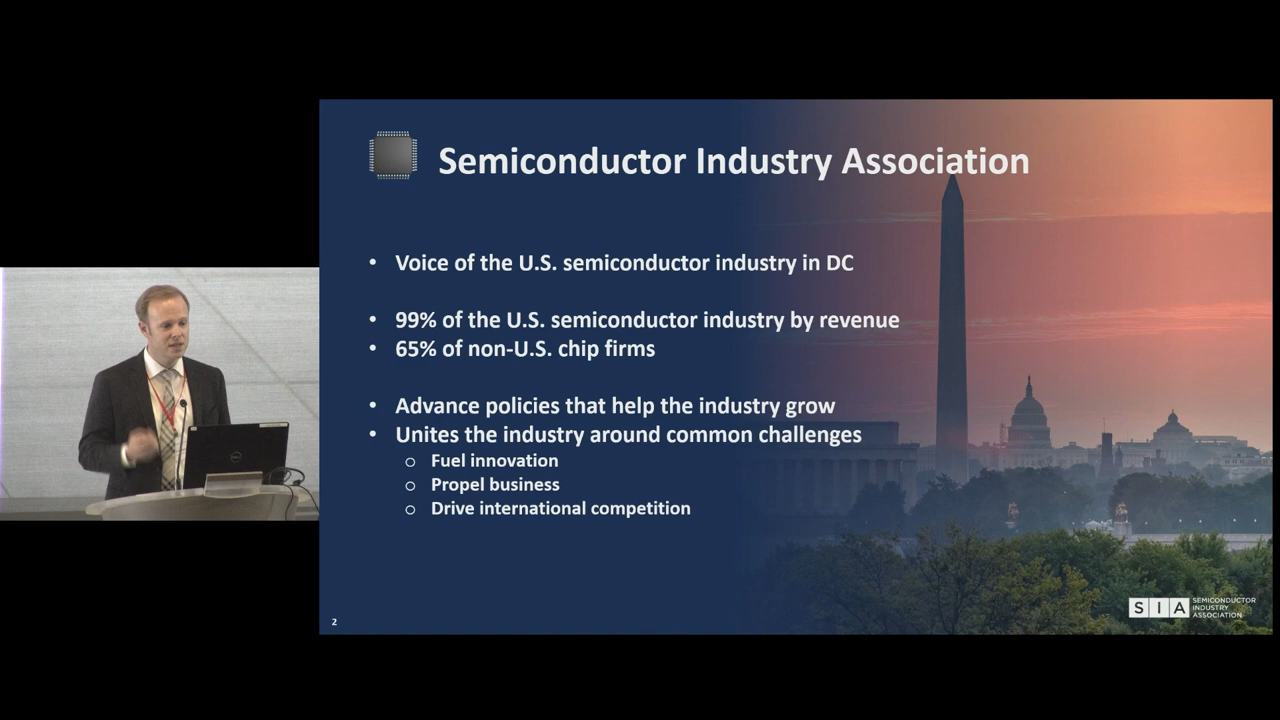 Semiconductor Industry Association
• Voice of the U.S. semiconductor industry in DC
• 99% of the U.S. semiconductor industry by revenue
• 65% of non-U.S. chip firms
• Advance policies that help the industry grow
• Unites the industry around common challenges
o Fuel innovation
o Propel business
o Drive international competition
2
SIA
SEMICONDUCTOR
INDUSTRY
ASSOCIATION